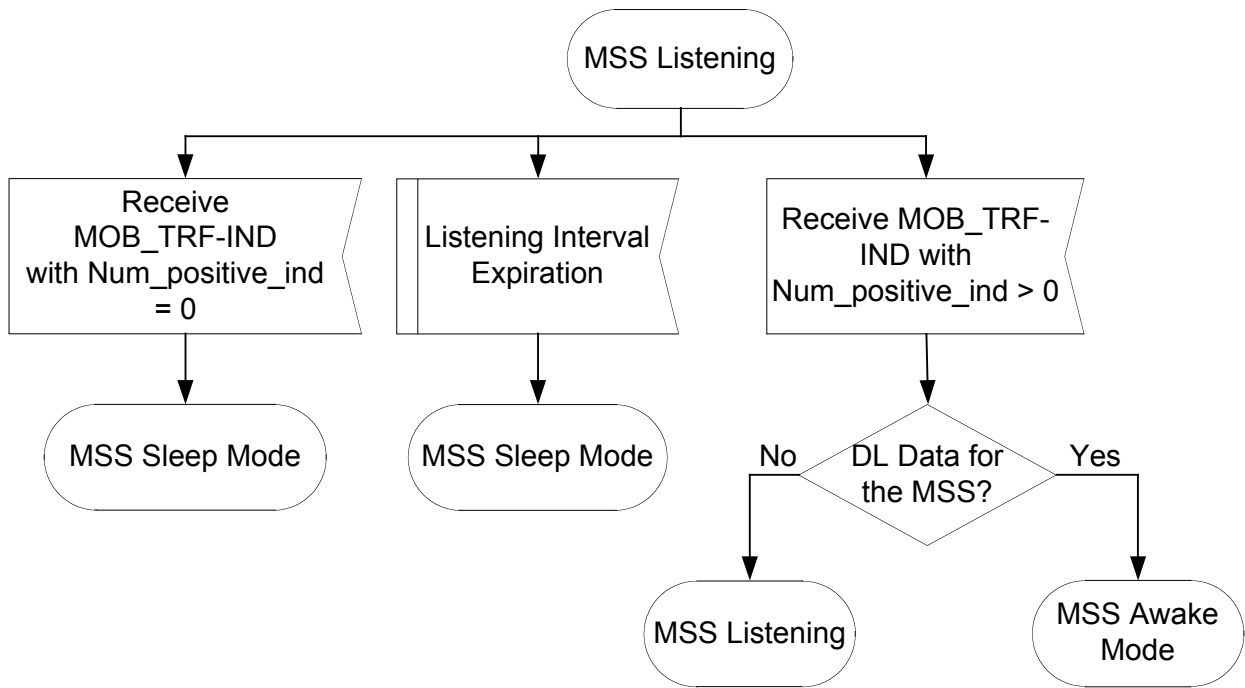 MSS Listening
Receive
MOB_TRF-IND
with Num_positive_ind
= 0
Listening Interval
Expiration
Receive MOB_TRF-
IND with
Num_positive_ind > 0
MSS Sleep Mode
MSS Sleep Mode
No
DL Data for
the MSS?
Yes
MSS Listening
MSS Awake
Mode